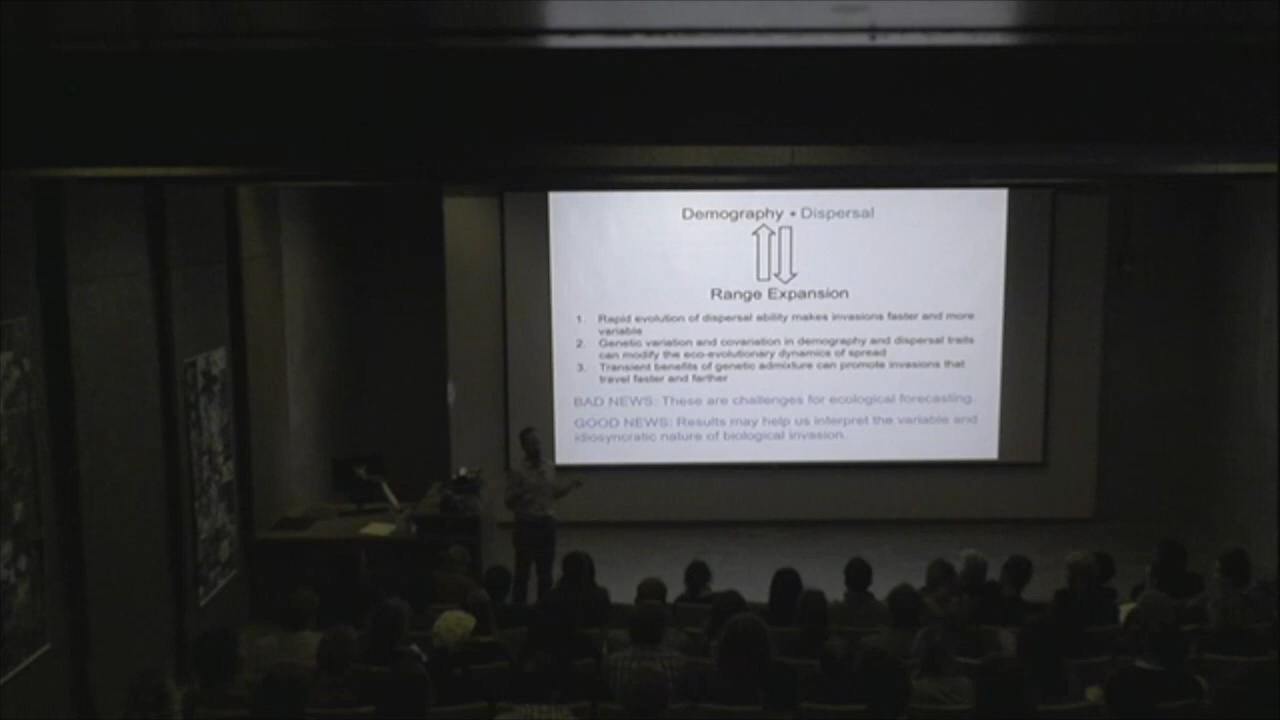 Demography • Dispersal
Range Expansion
1. Rapid evolution of dispersal ability makes invasions faster and more
variable
2. Genetic variation and covariation in demography and dispersal traits
can modify the eco-evolutionary dynamics of spread
3. Transient benefits of genetic admixture can promote invasions that
travel faster and farther
BAD NEWS: These are challenges for ecological forecasting.
GOOD NEWS: Results may help us interpret the variable and
idiosyncratic nature of biological invasion.